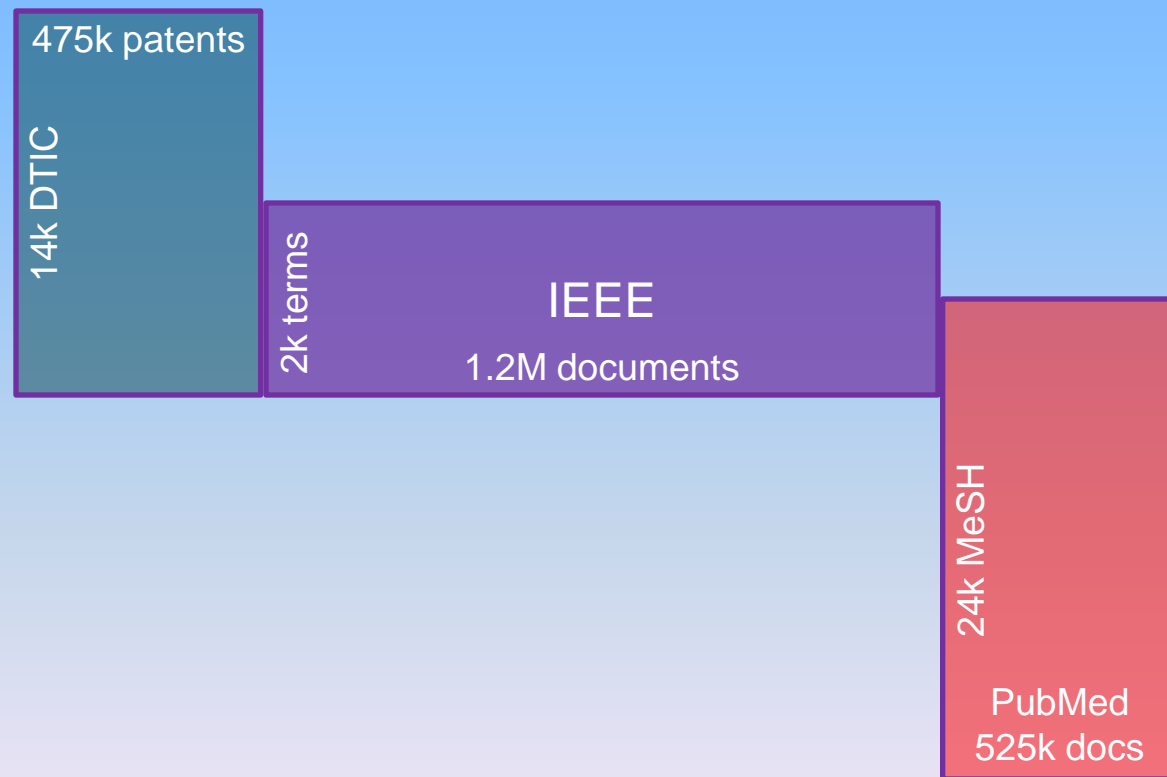 475k patents
14k DTIC
2k terms
IEEE
1.2M documents
24k MeSH
PubMed
525k docs